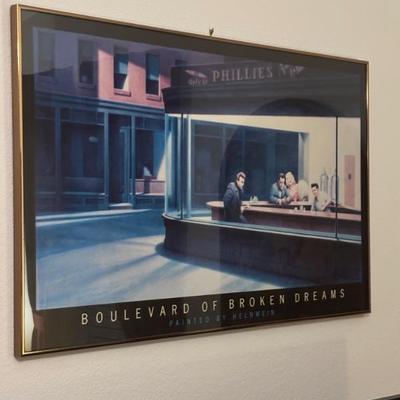 PHILLIES
BOULEVARD OF BROKEN DREAMS
PAINTED BY HELNWEIN